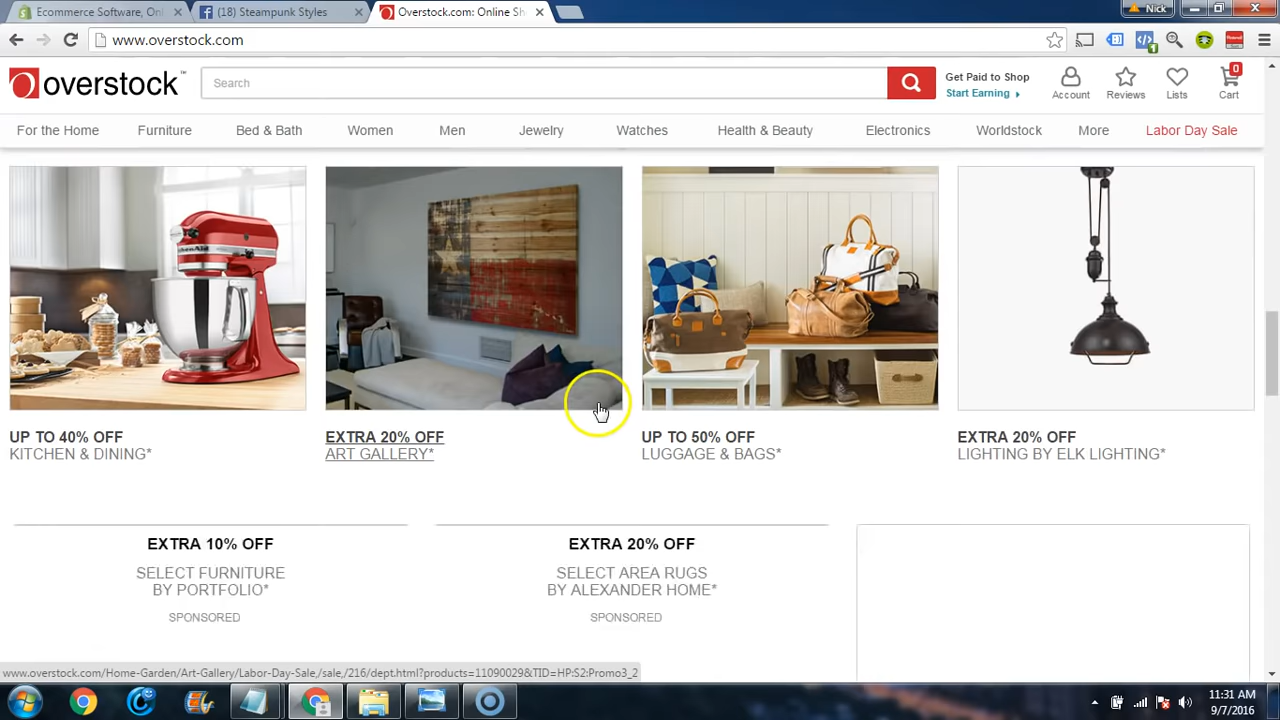 Ecommerce Software, Onl
(18) Steampunk Styles
Overstock.com: Online Sh
Nick
www.overstock.com
overstock™
Search
Get Paid to Shop
Start Earning
Account
Reviews
Lists
0
Cart
For the Home
Furniture
Bed & Bath
Women
Men
Jewelry
Watches
Health & Beauty
Electronics
Worldstock
More
Labor Day Sale
UP TO 40% OFF
KITCHEN & DINING*
EXTRA 20% OFF
ART GALLERY*
UP TO 50% OFF
LUGGAGE & BAGS*
EXTRA 20% OFF
LIGHTING BY ELK LIGHTING*
EXTRA 10% OFF
SELECT FURNITURE
BY PORTFOLIO*
SPONSORED
EXTRA 20% OFF
SELECT AREA RUGS
BY ALEXANDER HOME*
SPONSORED
www.overstock.com/Home-Garden/Art-Gallery/Labor-Day-Sale,/sale,/216/dept.html?products=11090029&TID=HP:S2:Promo3_2
11:31 AM
9/7/2016